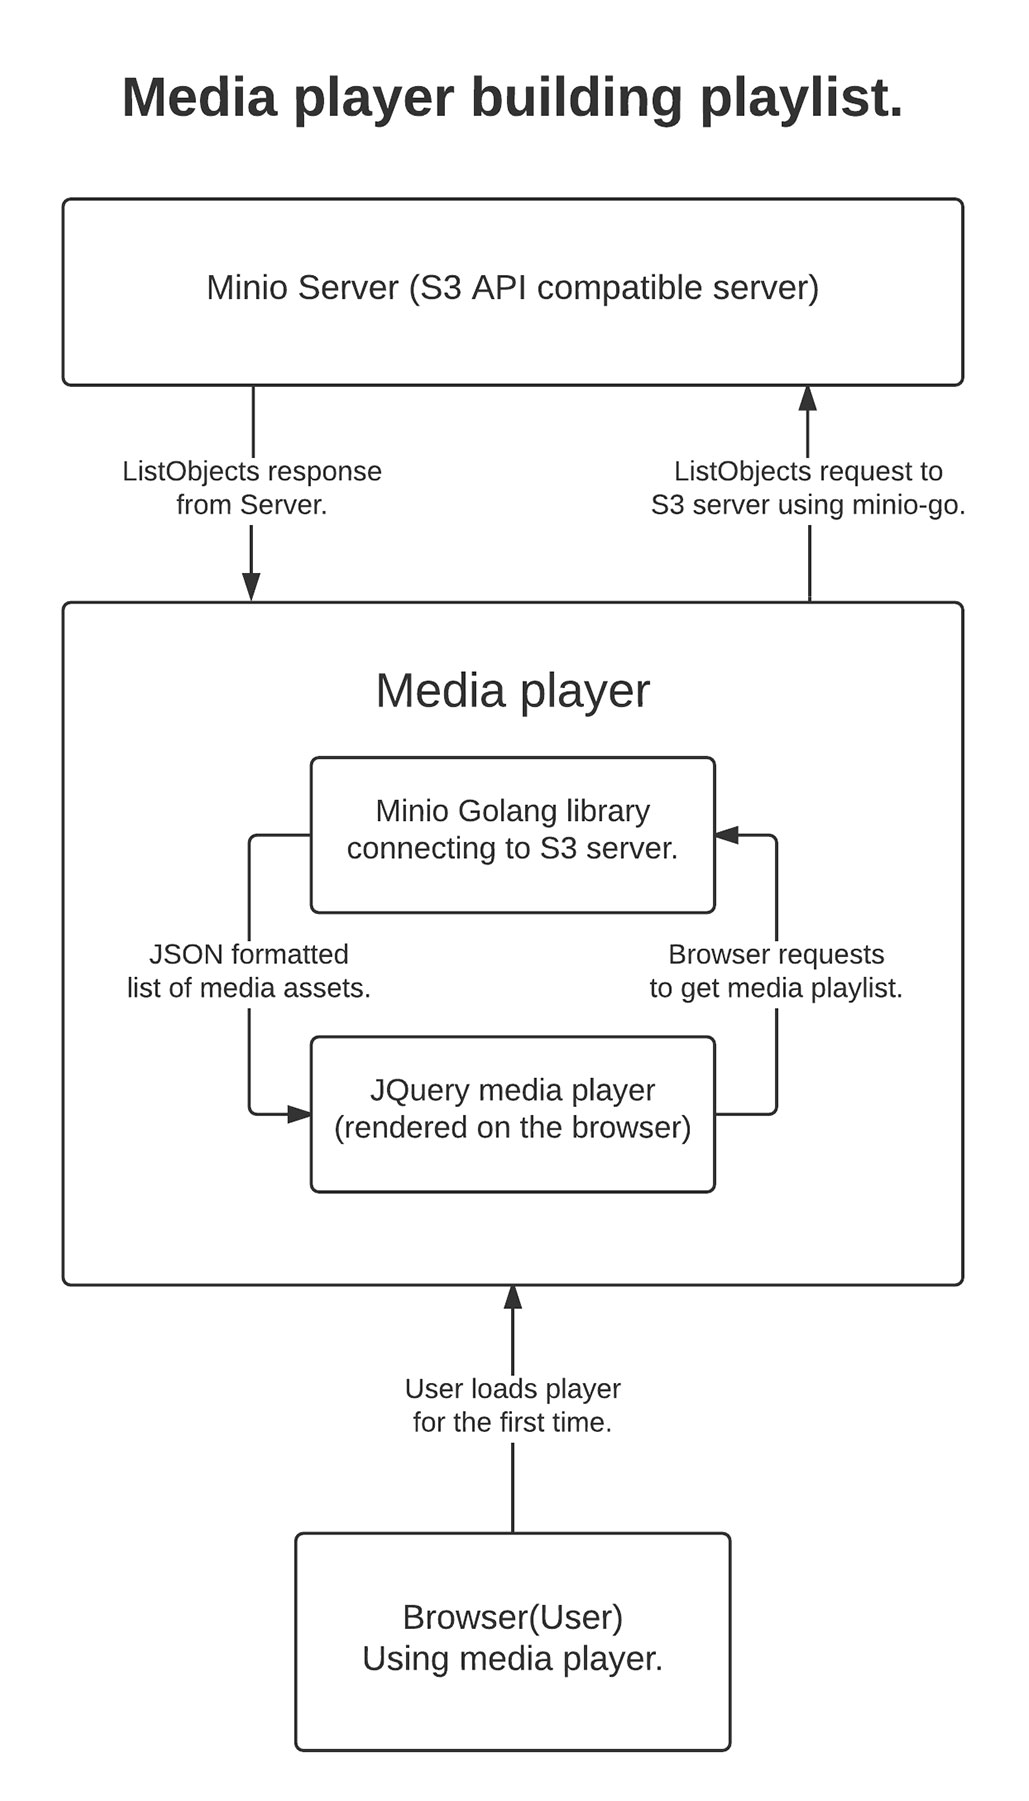 Media player building playlist.
Minio Server (S3 API compatible server)
ListObjects response
from Server.
ListObjects request to
S3 server using minio-go.
Media player
Minio Golang library
connecting to S3 server.
JSON formatted
list of media assets.
Browser requests
to get media playlist.
JQuery media player
(rendered on the browser)
User loads player
for the first time.
Browser(User)
Using media player.